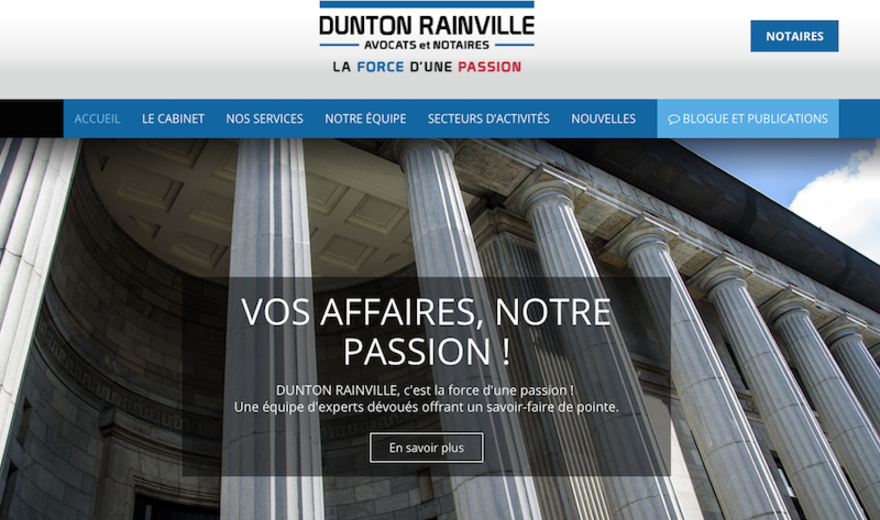 DUNTON RAINVILLE
AVOCATS et NOTAIRES
LA FORCE D'UNE PASSION
NOTAIRES
ACCUEIL LE CABINET NOS SERVICES NOTRE ÉQUIPE SECTEURS D'ACTIVITÉS NOUVELLES BLOGUE ET PUBLICATIONS
VOS AFFAIRES, NOTRE
PASSION !
DUNTON RAINVILLE, c'est la force d'une passion !
Une équipe d'experts dévoués offrant un savoir-faire de pointe.
En savoir plus